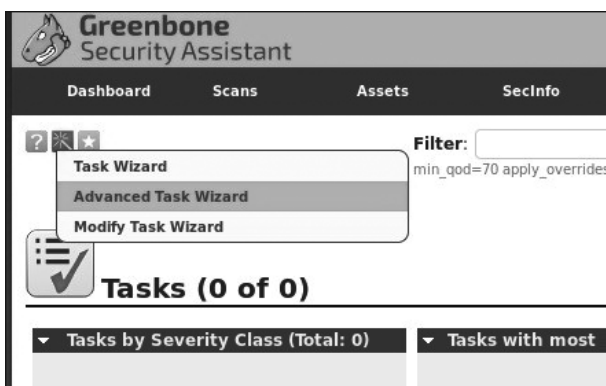 Greenbone
Security Assistant
Dashboard Scans Assets SecInfo
?
Filter:
min_qod=70 apply_overrides
Task Wizard
Advanced Task Wizard
Modify Task Wizard
Tasks (0 of 0)
Tasks by Severity Class (Total: 0)
Tasks with most